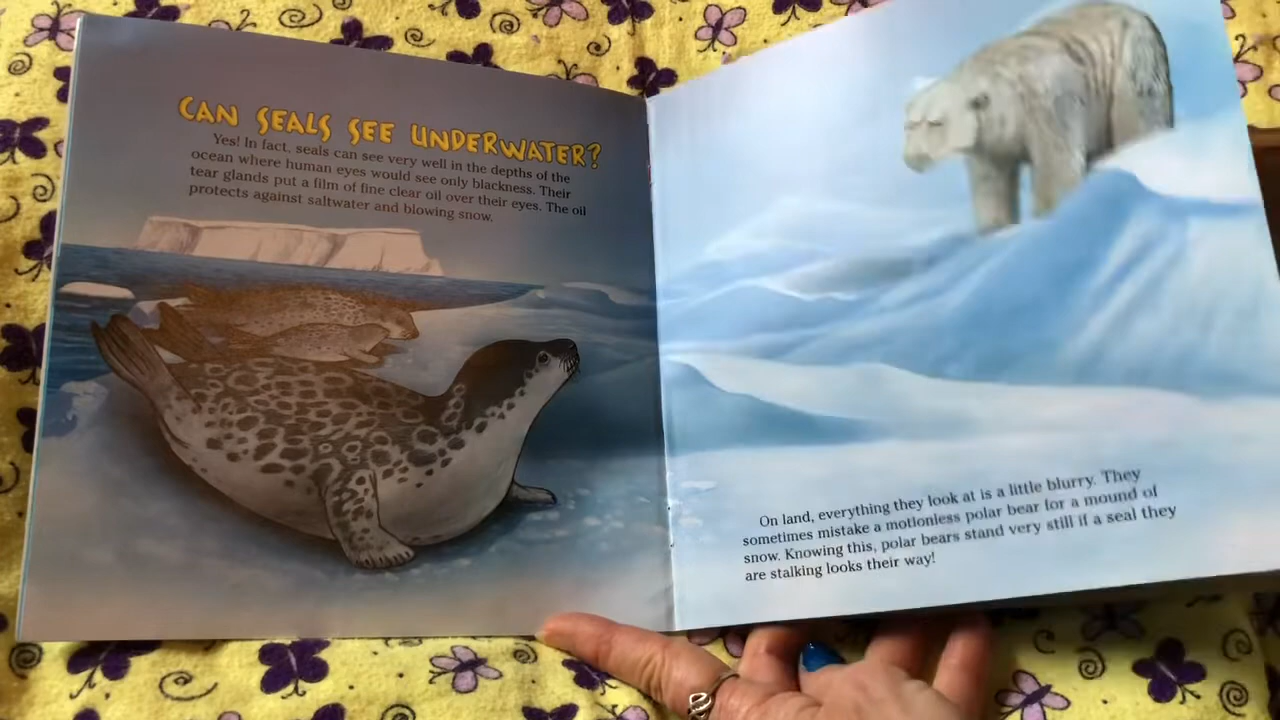 CAN SEALS SEE UNDERWATER?
Yes! In fact, seals can see very well in the depths of the
ocean where human eyes would see only blackness. Their
tear glands put a film of fine clear oil over their eyes. The oil
protects against saltwater and blowing snow.
On land, everything they look at is a little blurry. They
sometimes mistake a motionless polar bear for a mound of
snow. Knowing this, polar bears stand very still if a seal they
are stalking looks their way!